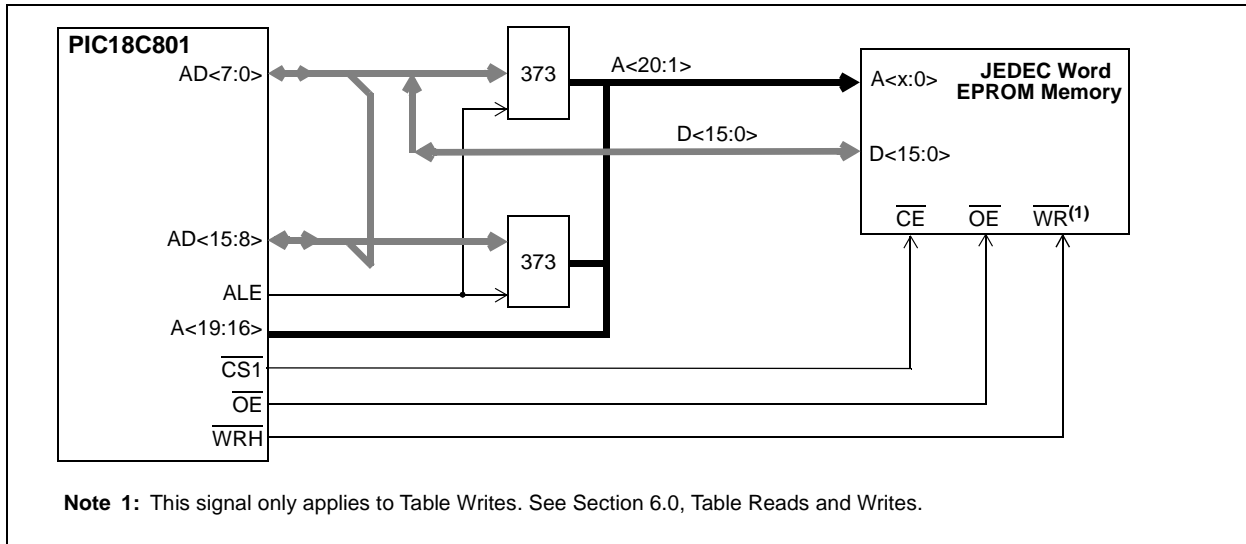 PIC18C801
AD<7:0>
373
A<20:1>
A<x:0>
JEDEC Word
EPROM Memory
D<15:0>
D<15:0>
CE
OE
WR(1)
AD<15:8>
373
ALE
A<19:16>
CS1
OE
WRH
Note 1: This signal only applies to Table Writes. See Section 6.0, Table Reads and Writes.